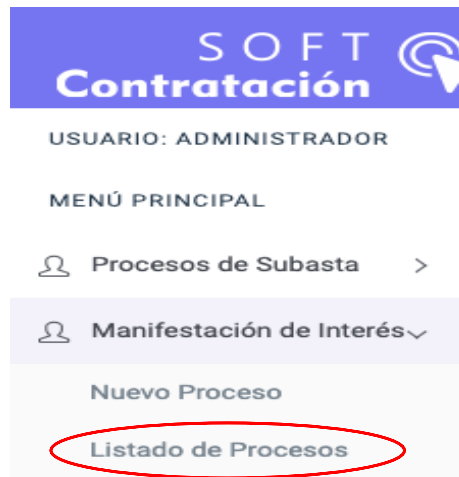 SOFT
Contratación
USUARIO: ADMINISTRADOR
MENÚ PRINCIPAL
Procesos de Subasta
Manifestación de Interés
Nuevo Proceso
Listado de Procesos